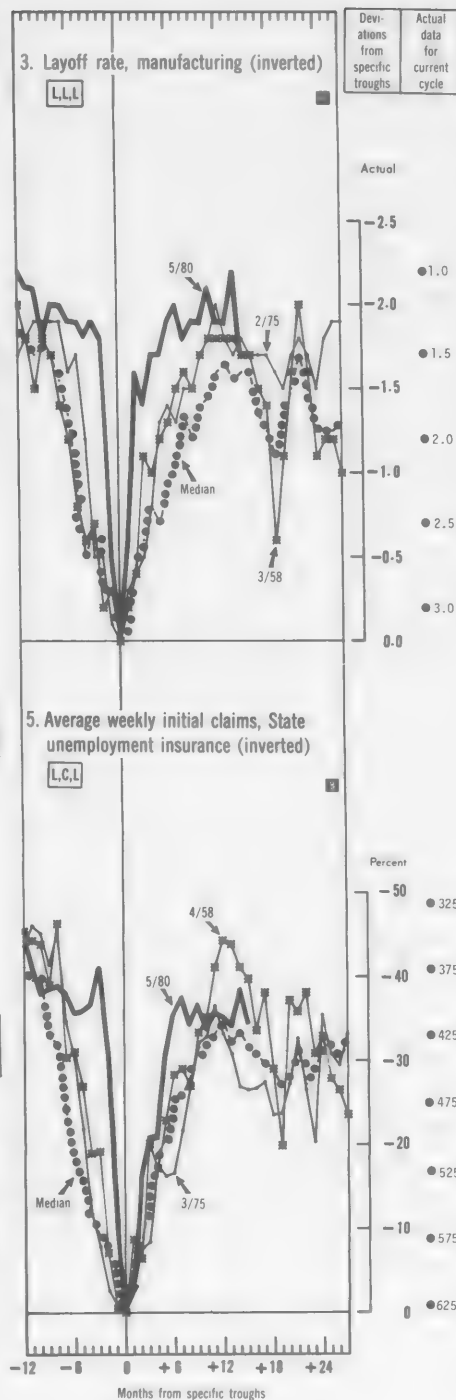 Devi-
ations
from
specific
troughs
Actual
data
for
current
cycle
3. Layoff rate, manufacturing (inverted)
L,L,L
Actual
-2.5
5/80
1.0
2/75
-2.0
1.5
-1.5
2.0
-1.0
Median
2.5
-0.5
3/58
3.0
0.0
5. Average weekly initial claims, State
unemployment insurance (inverted)
L,C,L
Percent
-50
325
4/58
5/80
375
-40
425
-30
475
-20
525
Median
3/75
-10
575
0
625
-12
-6
0
+6
+12
+18
+24
Months from specific troughs